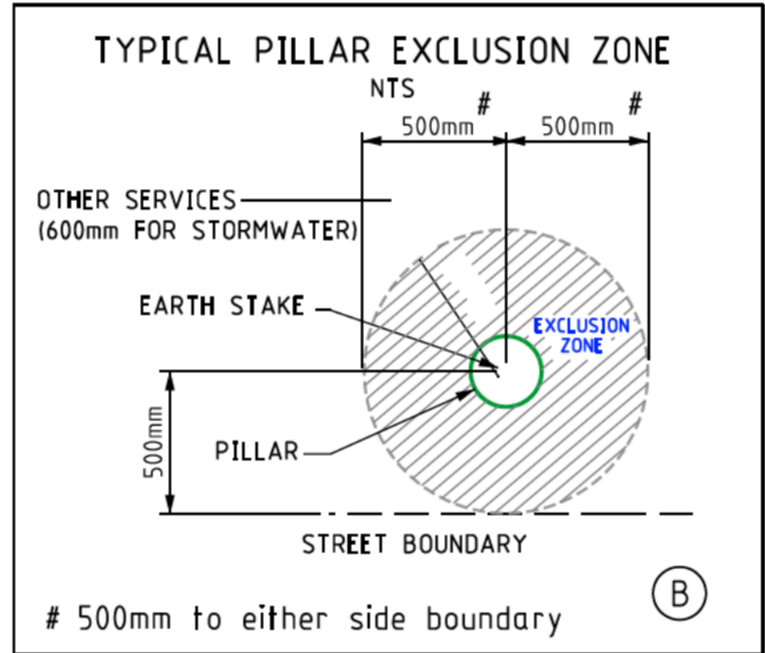 TYPICAL PILLAR EXCLUSION ZONE
NTS
# #
500mm 500mm
OTHER SERVICES
(600mm FOR STORMWATER)
EARTH STAKE
EXCLUSION
ZONE
500mm
PILLAR
STREET BOUNDARY
B
# 500mm to either side boundary